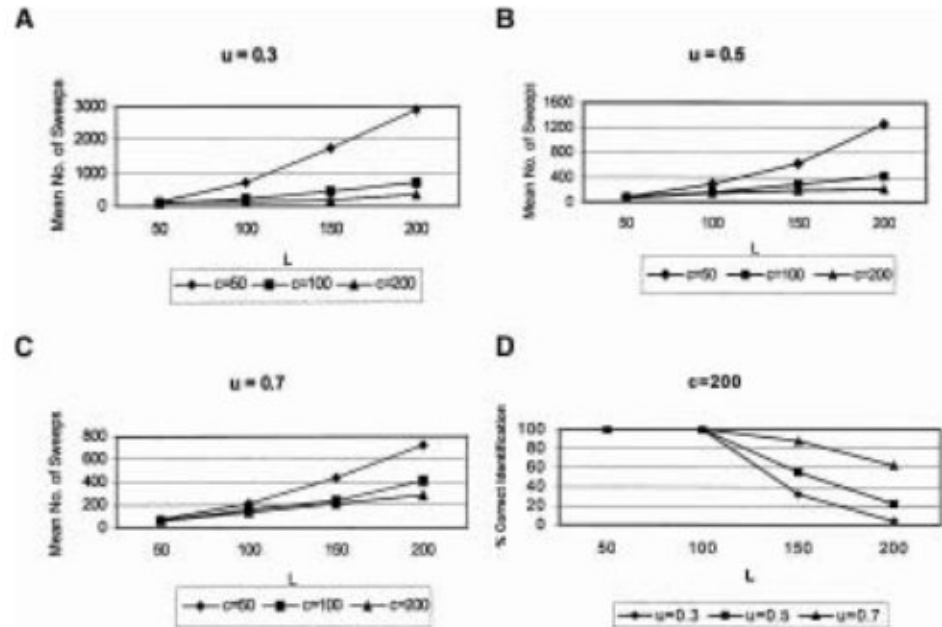 A
u = 0.3
Mean No. of Sweeps
3000
2000
1000
0
50 100 150 200
L
c=50 c=100 c=200
B
u = 0.5
Mean No. of Sweeps
1600
1200
800
400
0
50 100 150 200
L
c=50 c=100 c=200
C
u = 0.7
Mean No. of Sweeps
800
600
400
200
0
50 100 150 200
L
c=50 c=100 c=200
D
c=200
% Correct Identification
100
80
60
40
20
0
50 100 150 200
L
u=0.3 u=0.5 u=0.7